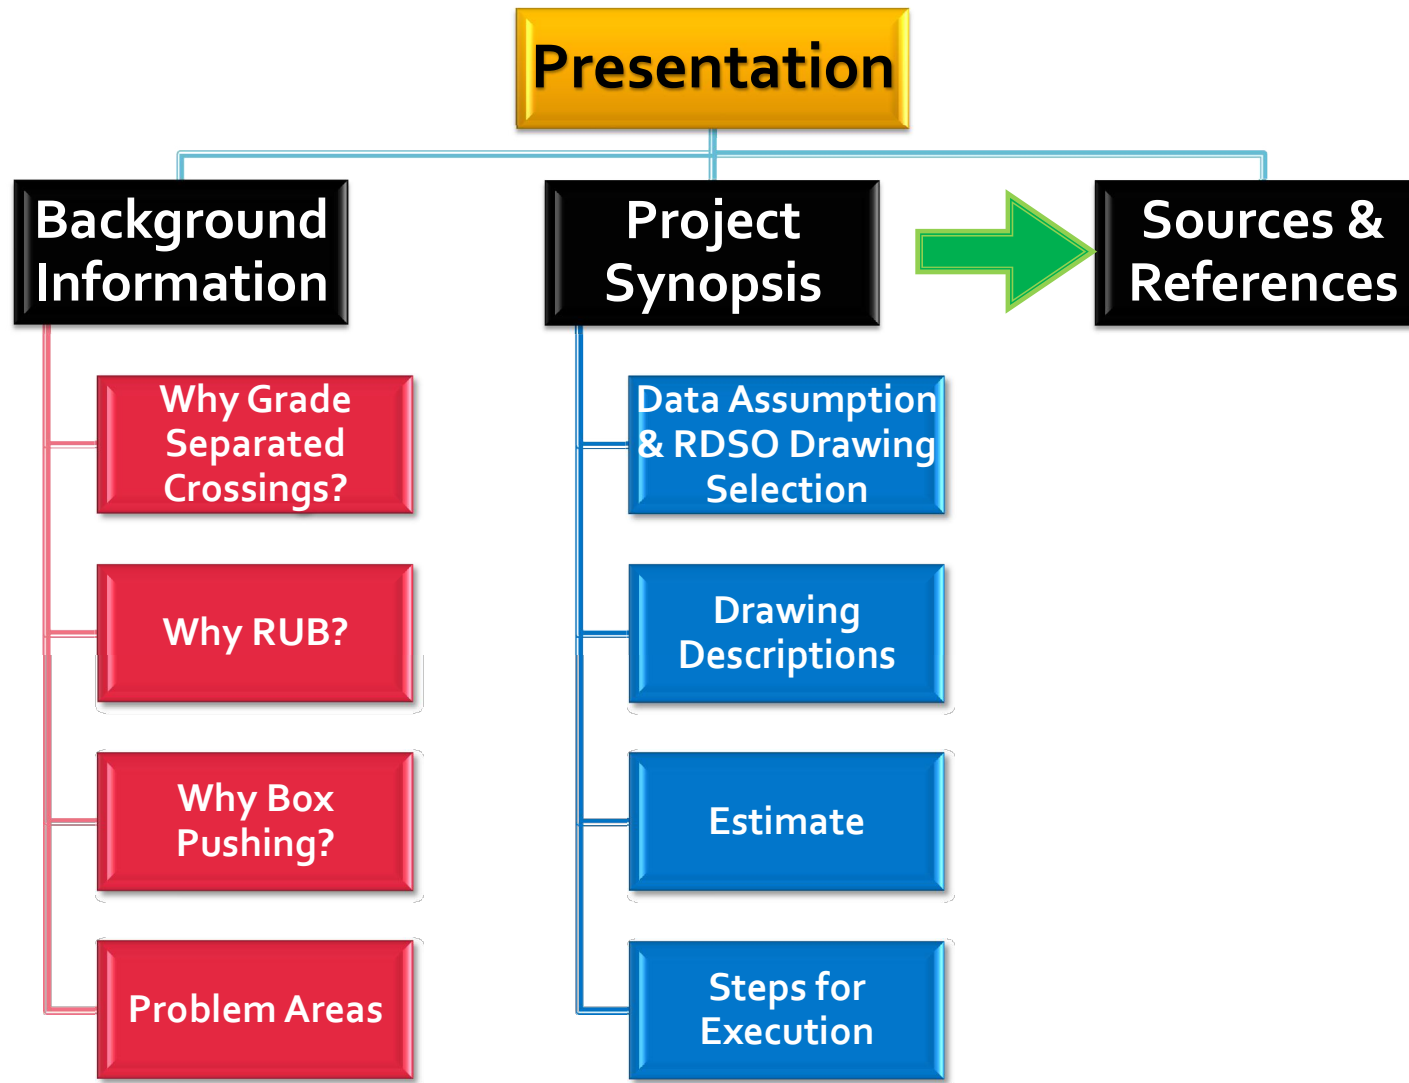 Presentation
Background
Information
Project
Synopsis
Sources &
References
Why Grade
Separated
Crossings?
Why RUB?
Why Box
Pushing?
Problem Areas
Data Assumption
& RDSO Drawing
Selection
Drawing
Descriptions
Estimate
Steps for
Execution